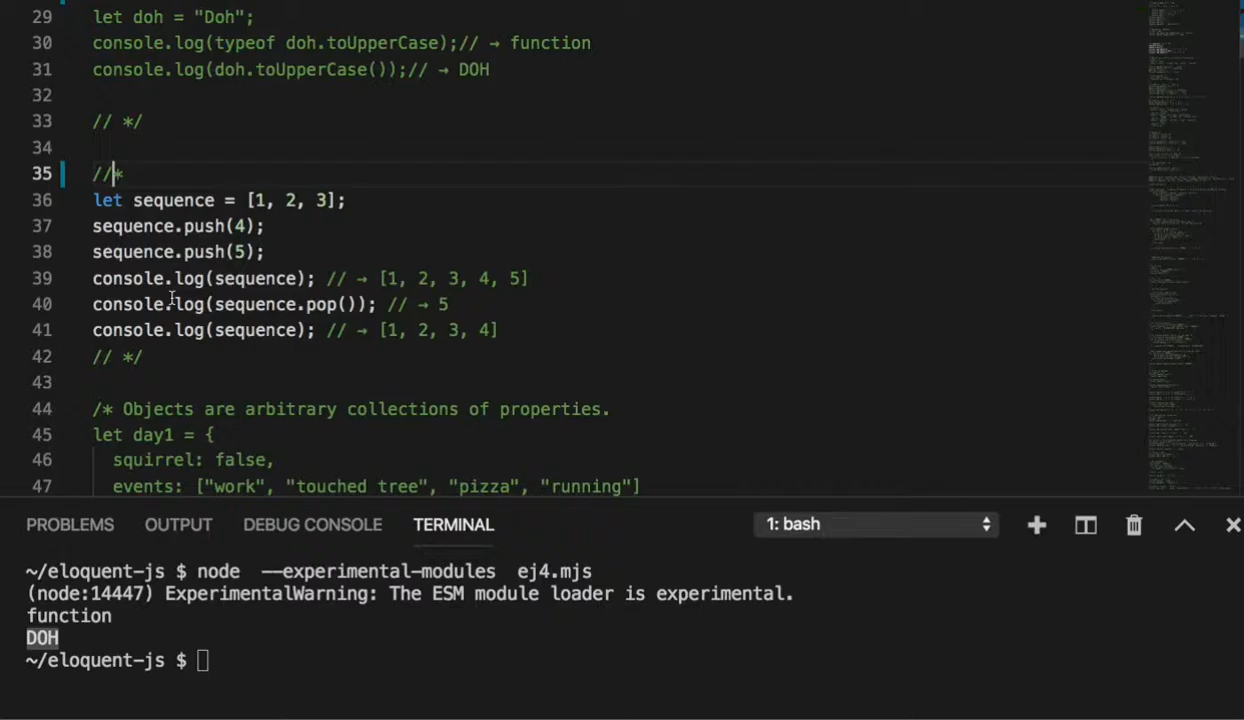 29 let doh = "Doh";
30 console.log(typeof doh.toUpperCase);// → function
31 console.log(doh.toUpperCase());// → DOH
32
33 // */
34
35 //*
36 let sequence = [1, 2, 3];
37 sequence.push(4);
38 sequence.push(5);
39 console.log(sequence); // → [1, 2, 3, 4, 5]
40 console.log(sequence.pop()); // → 5
41 console.log(sequence); // → [1, 2, 3, 4]
42 // */
43
44 /* Objects are arbitrary collections of properties.
45 let day1 = {
46 squirrel: false,
47 events: ["work", "touched tree", "pizza", "running"]
PROBLEMS OUTPUT DEBUG CONSOLE TERMINAL 1: bash
~/eloquent-js $ node --experimental-modules ej4.mjs
(node:14447) ExperimentalWarning: The ESM module loader is experimental.
function
DOH
~/eloquent-js $